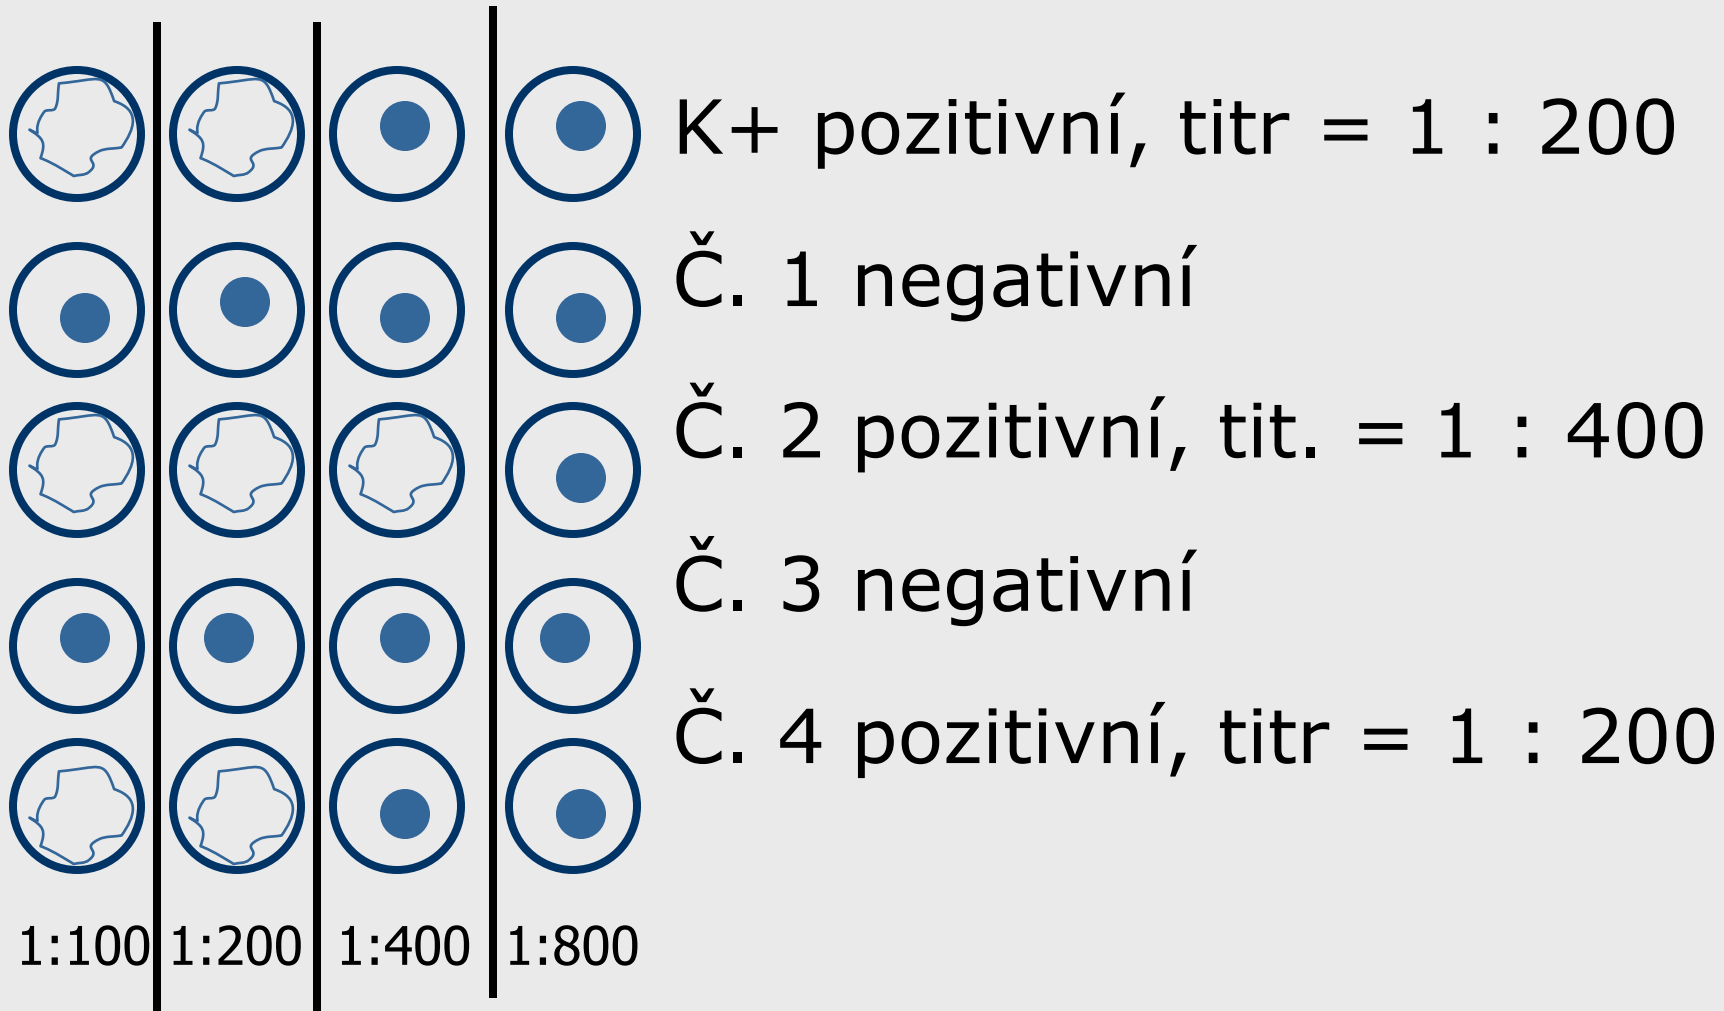 K+ pozitivní, titr = 1 : 200
Č. 1 negativní
Č. 2 pozitivní, tit. = 1 : 400
Č. 3 negativní
Č. 4 pozitivní, titr = 1 : 200
1:100 1:200 1:400 1:800